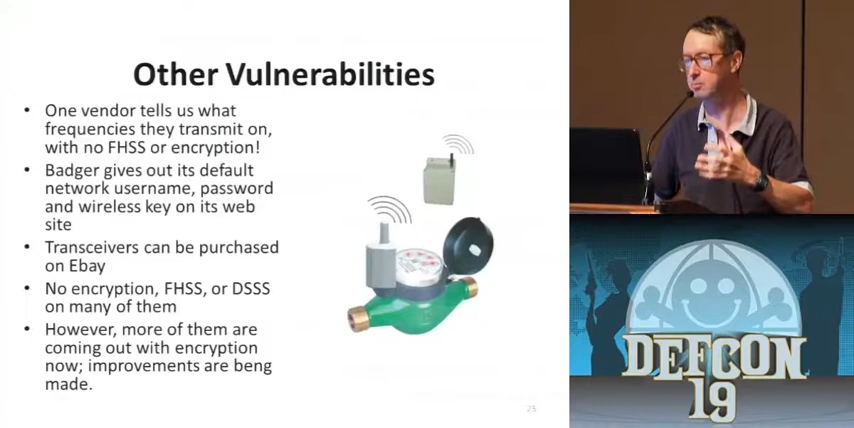 Other Vulnerabilities
• One vendor tells us what
frequencies they transmit on,
with no FHSS or encryption!
• Badger gives out its default
network username, password
and wireless key on its web
site
• Transceivers can be purchased
on Ebay
• No encryption, FHSS, or DSSS
on many of them
• However, more of them are
coming out with encryption
now; improvements are beng
made.
23
DEFCON
19